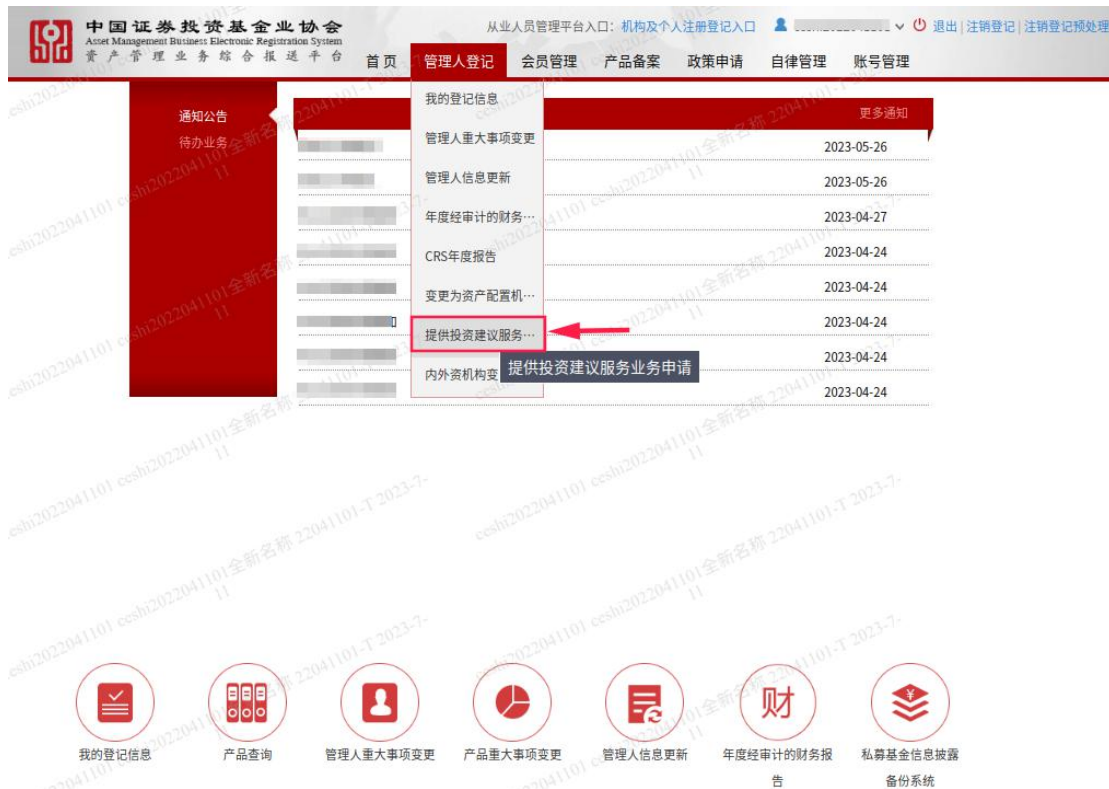 中国证券投资基金业协会
Asset Management Business Electronic Registration System
资产管理业务综合报送平台
从业人员管理平台入口：机构及个人注册登记入口
退出|注销登记|注销登记预处理
首页 管理人登记 会员管理 产品备案 政策申请 自律管理 账号管理
通知公告
待办业务
我的登记信息
管理人重大事项变更
管理人信息更新
年度经审计的财务…
CRS年度报告
变更为资产配置机…
提供投资建议服务…
提供投资建议服务业务申请
内外资机构变
更多通知
2023-05-26
2023-05-26
2023-04-27
2023-04-24
2023-04-24
2023-04-24
2023-04-24
2023-04-24
我的登记信息
产品查询
管理人重大事项变更
产品重大事项变更
管理人信息更新
财
年度经审计的财务报
告
私募基金信息披露
备份系统